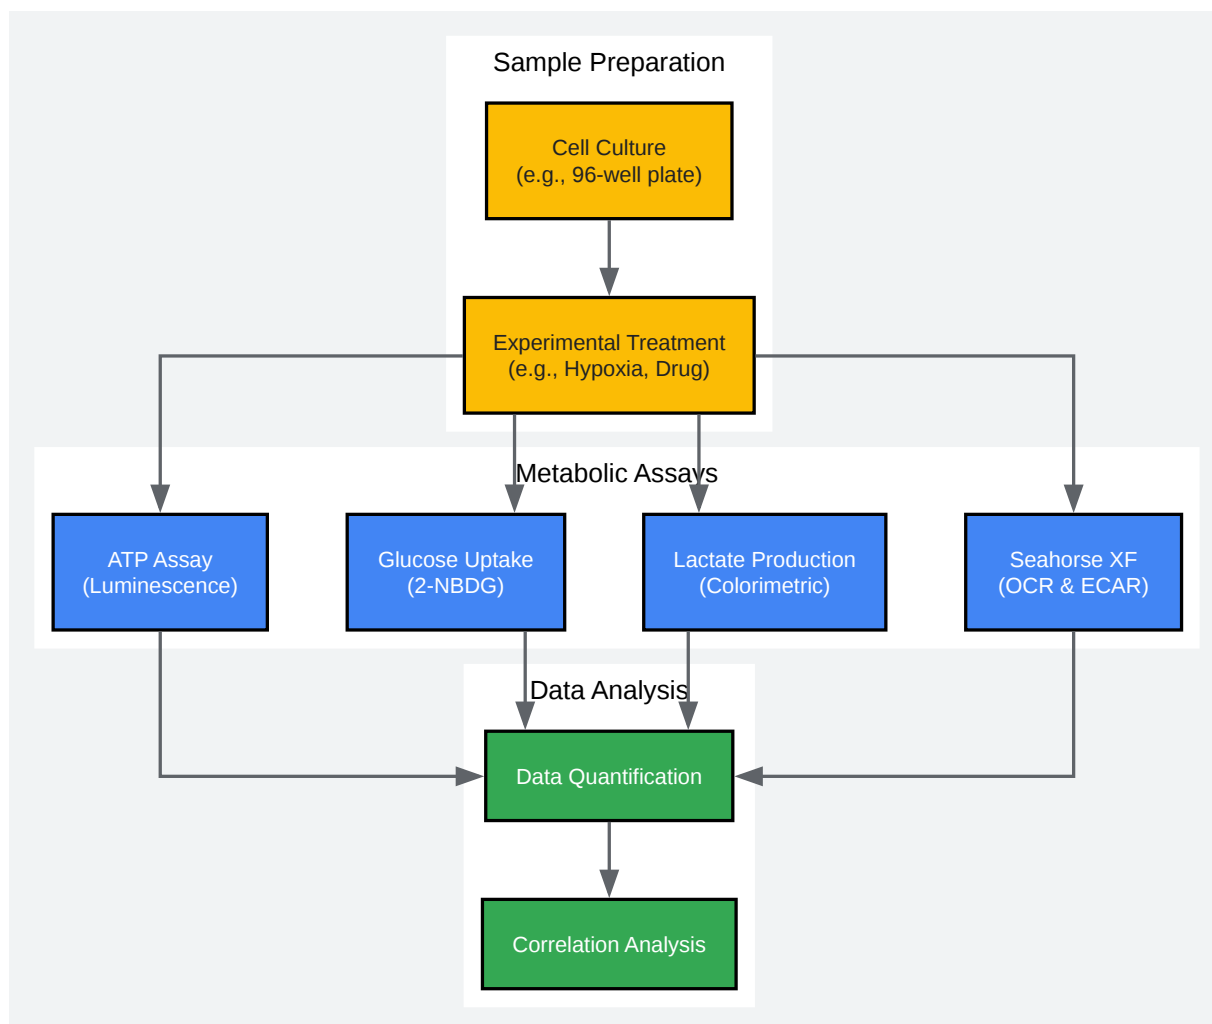 Sample Preparation
Cell Culture
(e.g., 96-well plate)
Experimental Treatment
(e.g., Hypoxia, Drug)
Metabolic Assays
ATP Assay
(Luminescence)
Glucose Uptake
(2-NBDG)
Lactate Production
(Colorimetric)
Seahorse XF
(OCR & ECAR)
Data Analysis
Data Quantification
Correlation Analysis